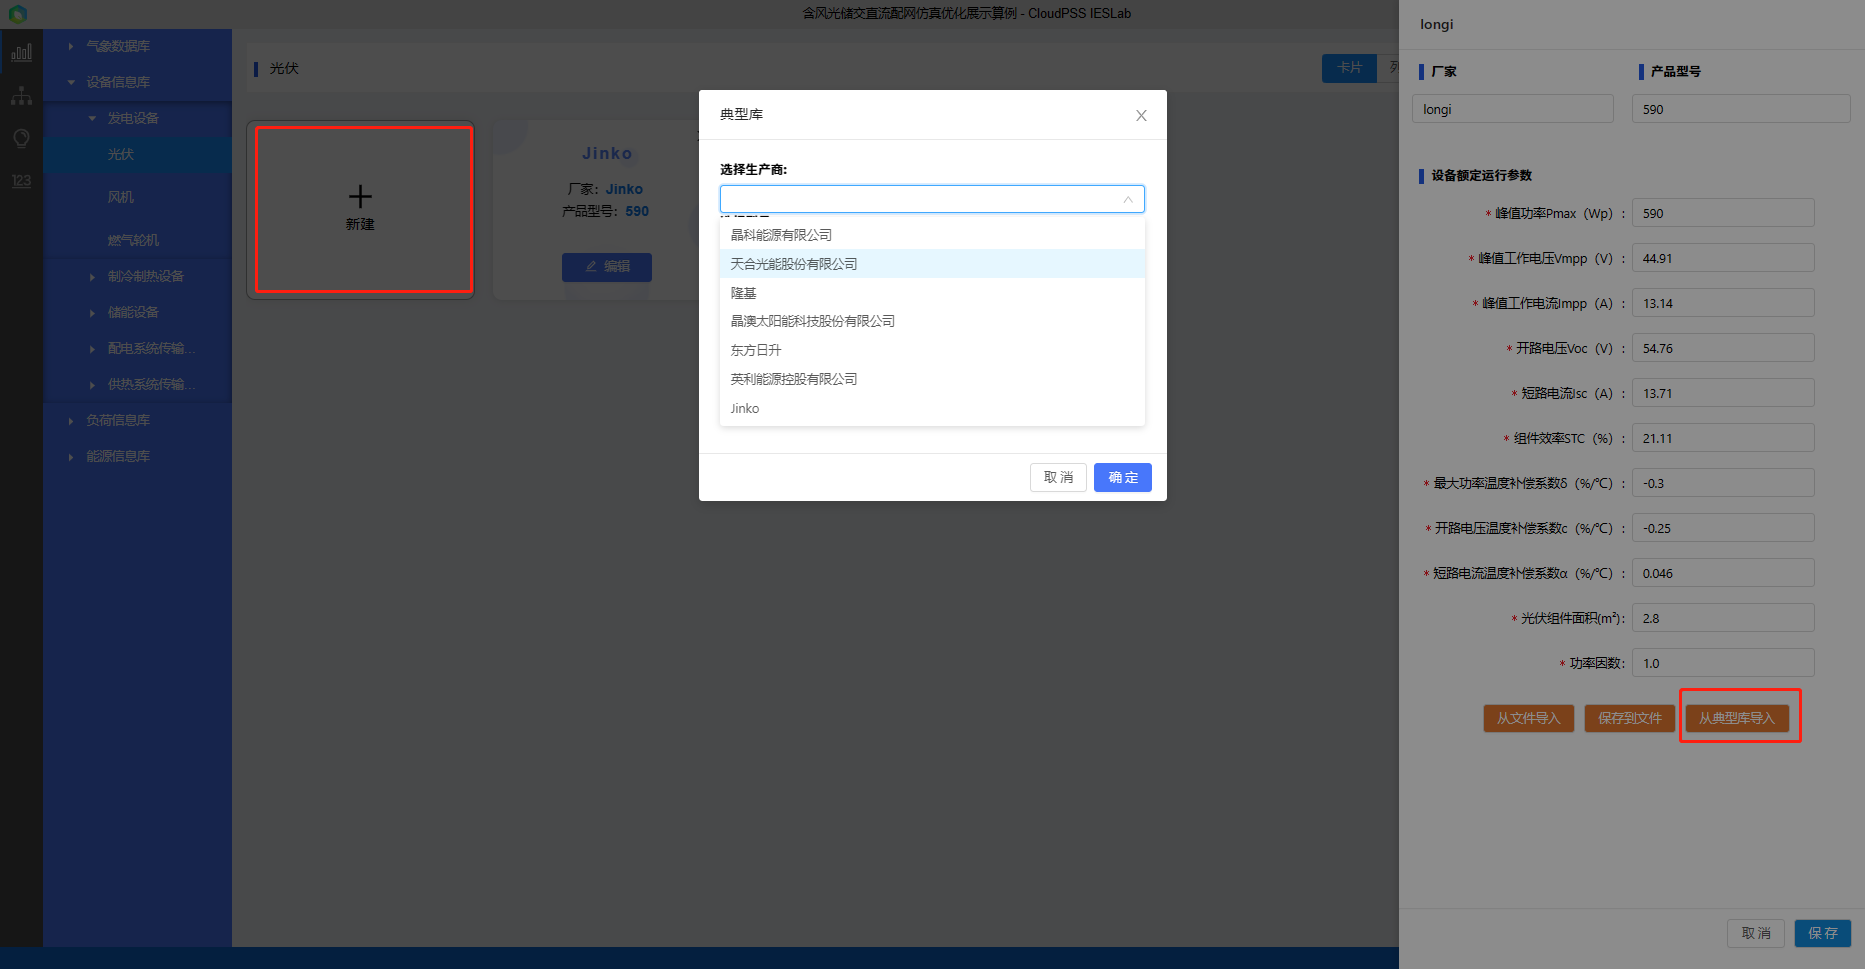 含风光储交直流配网仿真优化展示算例 - CloudPSS IESLab
气象数据库
设备信息库
发电设备
光伏
风机
燃气轮机
制冷制热设备
储能设备
配电系统传输...
供热系统传输...
负荷信息库
能源信息库
123
光伏
卡片
新建
Jinko
厂家：Jinko
产品型号：590
编辑
典型库
选择生产商:
晶科能源有限公司
天合光能股份有限公司
隆基
晶澳太阳能科技股份有限公司
东方日升
英利能源控股有限公司
Jinko
取消 确定
longi
厂家 产品型号
longi 590
设备额定运行参数
* 峰值功率Pmax（Wp）: 590
* 峰值工作电压Vmpp（V）: 44.91
* 峰值工作电流Impp（A）: 13.14
* 开路电压Voc（V）: 54.76
* 短路电流Isc（A）: 13.71
* 组件效率STC（%）: 21.11
* 最大功率温度补偿系数δ（%/℃）: -0.3
* 开路电压温度补偿系数c（%/℃）: -0.25
* 短路电流温度补偿系数α（%/℃）: 0.046
* 光伏组件面积(m²): 2.8
* 功率因数: 1.0
从文件导入 保存到文件 从典型库导入
取消 保存